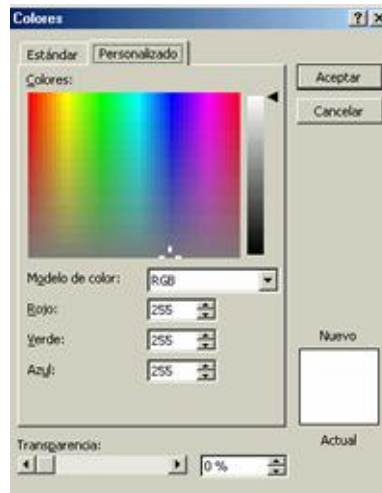 Colores
Estándar Personalizado
Colores:
Aceptar
Cancelar
Modelo de color: RGB
Rojo: 255
Verde: 255
Azul: 255
Nuevo
Actual
Transparencia:
0 %